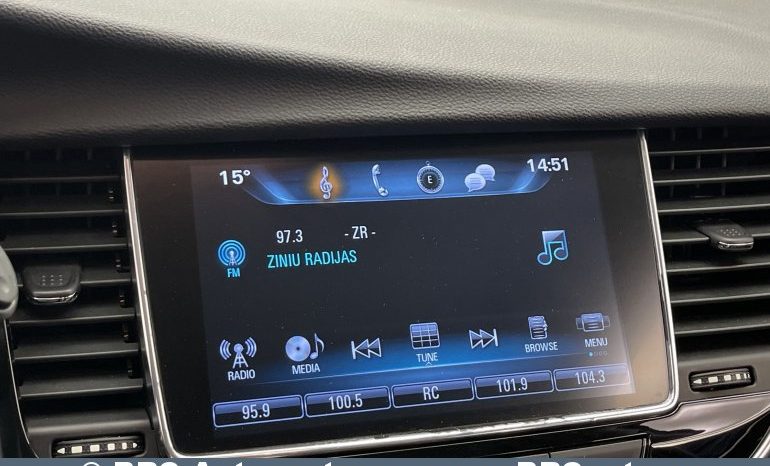 15°
E
14:51
97.3 - ZR -
FM
ZINIU RADIJAS
RADIO
MEDIA
TUNE
BROWSE
MENU
95.9 100.5 RC 101.9 104.3